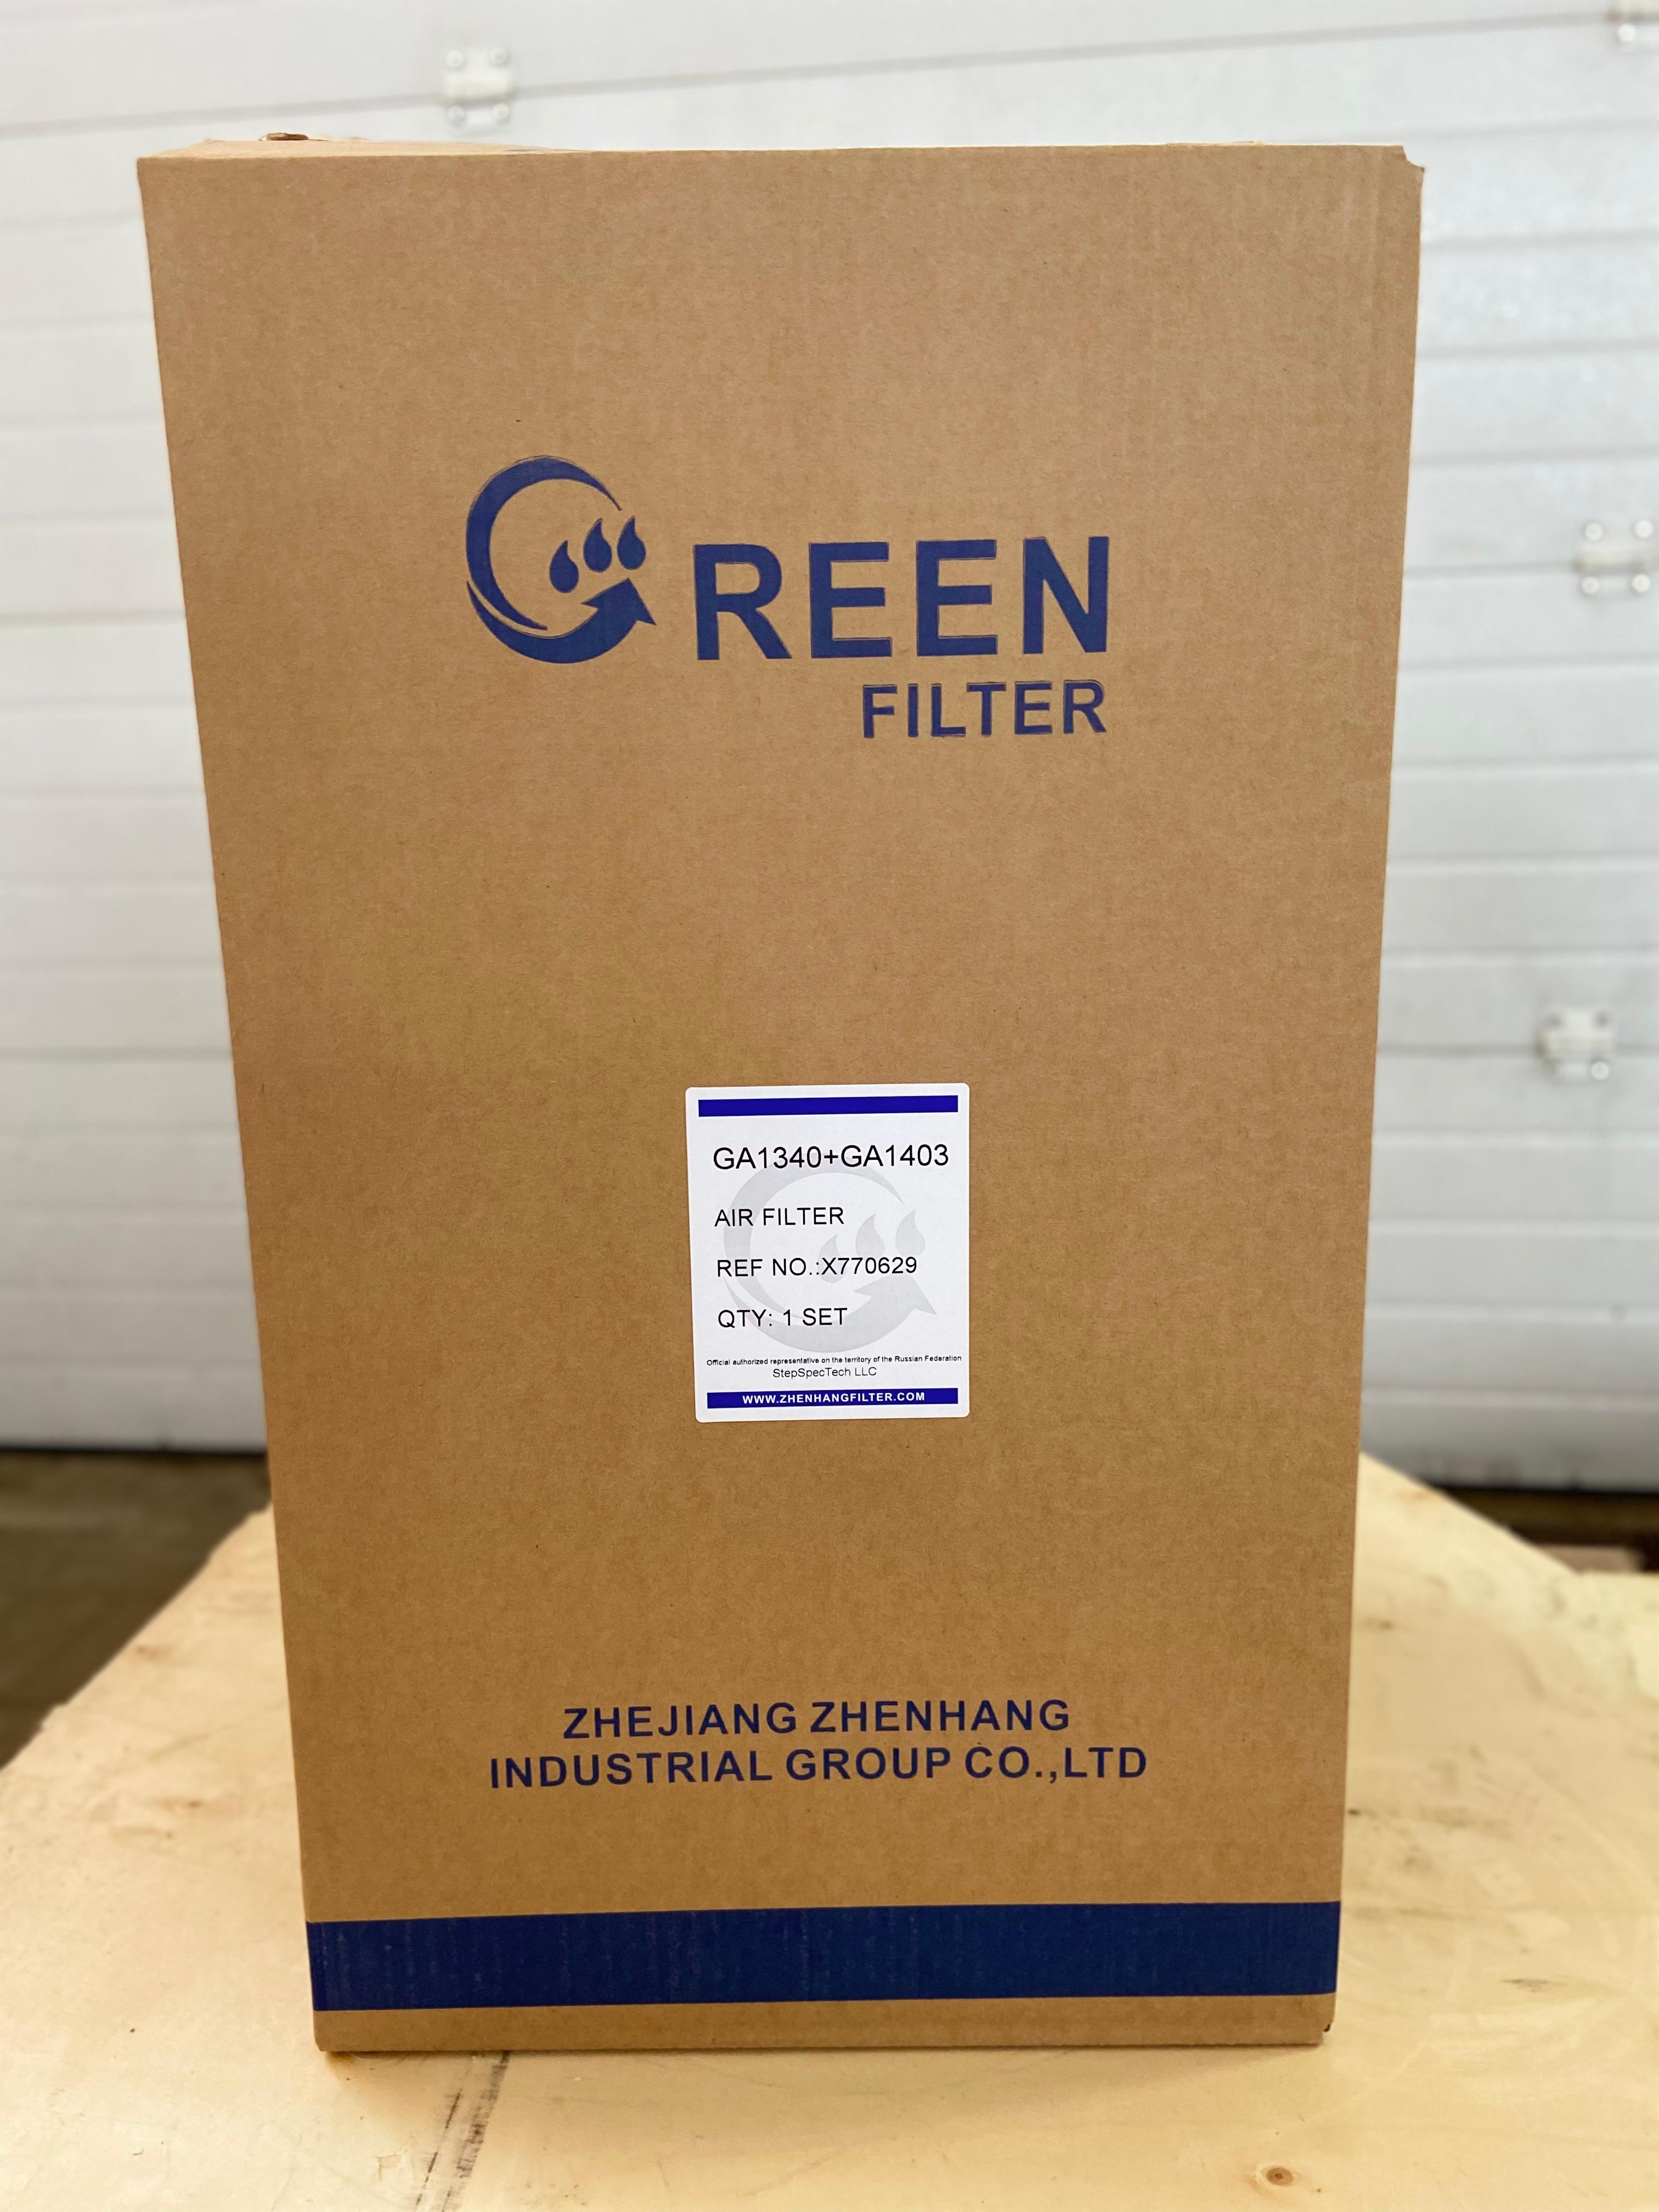 GREEN
FILTER
GA1340+GA1403
AIR FILTER
REF NO.:X770629
QTY: 1 SET
Official authorized representative on the territory of the Russian Federation
StepSpecTech LLC
WWW.ZHENHANGFILTER.COM
ZHEJIANG ZHENHANG
INDUSTRIAL GROUP CO.,LTD